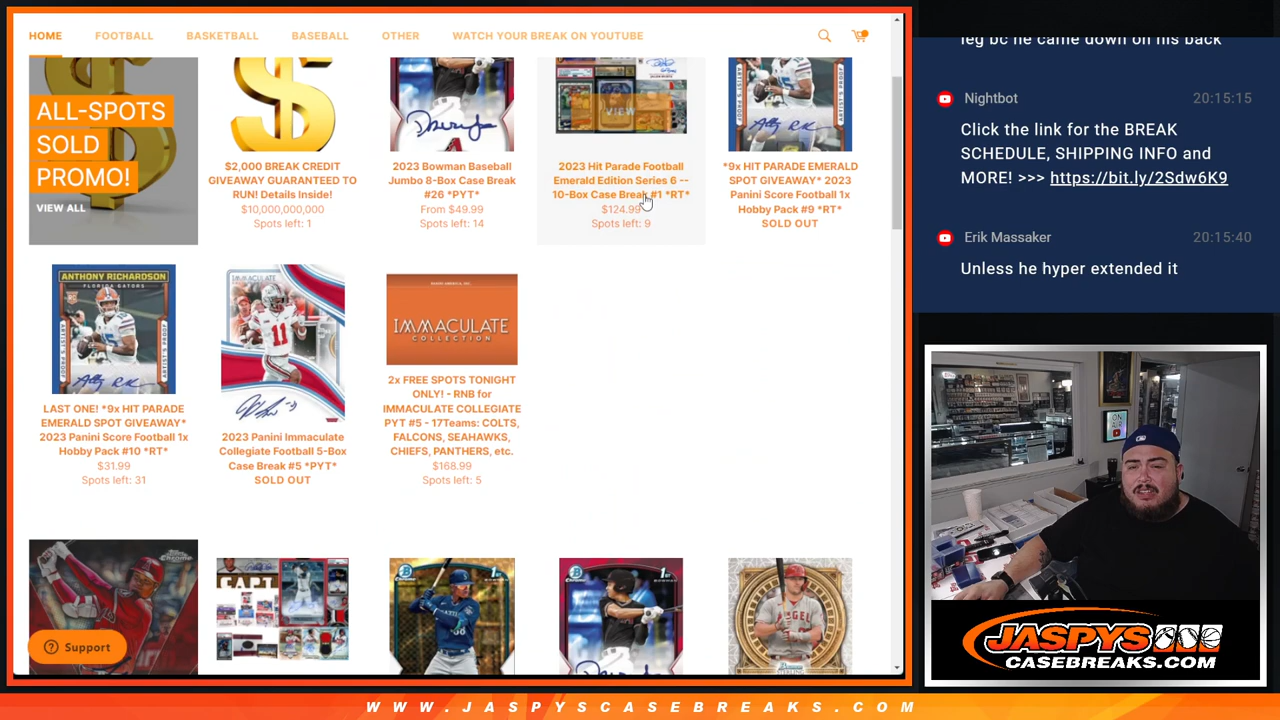 HOME FOOTBALL BASKETBALL BASEBALL OTHER WATCH YOUR BREAK ON YOUTUBE
ALL-SPOTS
SOLD
PROMO!
VIEW ALL
$2,000 BREAK CREDIT
GIVEAWAY GUARANTEED TO
RUN! Details Inside!
$10,000,000,000
Spots left: 1
2023 Bowman Baseball
Jumbo 8-Box Case Break
#26 *PYT*
From $49.99
Spots left: 14
VIEW
2023 Hit Parade Football
Emerald Edition Series 6 --
10-Box Case Break #1 *RT*
$124.99
Spots left: 9
*9x HIT PARADE EMERALD
SPOT GIVEAWAY* 2023
Panini Score Football 1x
Hobby Pack #9 *RT*
SOLD OUT
ANTHONY RICHARDSON
FLORIDA GATORS
LAST ONE! *9x HIT PARADE
EMERALD SPOT GIVEAWAY*
2023 Panini Score Football 1x
Hobby Pack #10 *RT*
$31.99
Spots left: 31
IMMACULATE
2023 Panini Immaculate
Collegiate Football 5-Box
Case Break #5 *PYT*
SOLD OUT
IMMACULATE
COLLECTION
2x FREE SPOTS TONIGHT
ONLY! - RNB for
IMMACULATE COLLEGIATE
PYT #5 - 17Teams: COLTS,
FALCONS, SEAHAWKS,
CHIEFS, PANTHERS, etc.
$168.99
Spots left: 5
Support
leg bc he came down on his back
Nightbot 20:15:15
Click the link for the BREAK
SCHEDULE, SHIPPING INFO and
MORE! >>> https://bit.ly/2Sdw6K9
Erik Massaker 20:15:40
Unless he hyper extended it
ON
AIR
JASPYS
CASEBREAKS.COM
WWW.JASPYSCASEBREAKS.COM